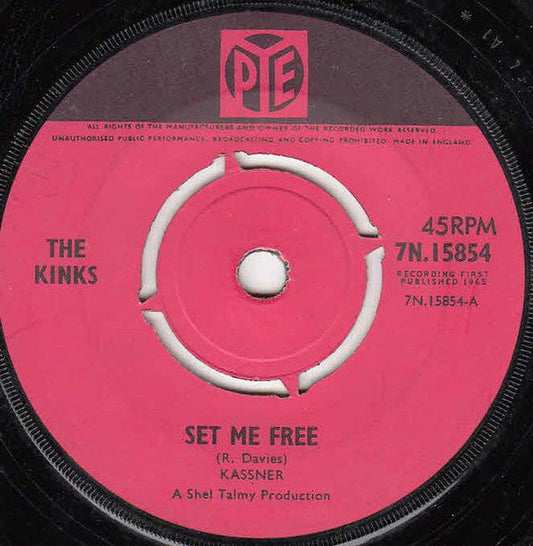 PYE
ALL RIGHTS OF THE MANUFACTURERS AND OWNER OF THE RECORDED WORK RESERVED
UNAUTHORISED PUBLIC PERFORMANCE, BROADCASTING AND COPYING PROHIBITED. MADE IN ENGLAND
THE
KINKS
45RPM
7N.15854
RECORDING FIRST
PUBLISHED 1965
7N.15854-A
SET ME FREE
(R. Davies)
KASSNER
A Shel Talmy Production